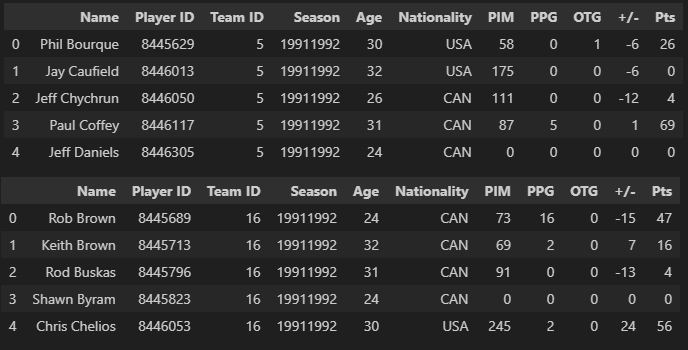 Name Player ID Team ID Season Age Nationality PIM PPG OTG +/- Pts
0 Phil Bourque 8445629 5 19911992 30 USA 58 0 1 -6 26
1 Jay Caufield 8446013 5 19911992 32 USA 175 0 0 -6 0
2 Jeff Chychrun 8446050 5 19911992 26 CAN 111 0 0 -12 4
3 Paul Coffey 8446117 5 19911992 31 CAN 87 5 0 1 69
4 Jeff Daniels 8446305 5 19911992 24 CAN 0 0 0 0 0
Name Player ID Team ID Season Age Nationality PIM PPG OTG +/- Pts
0 Rob Brown 8445689 16 19911992 24 CAN 73 16 0 -15 47
1 Keith Brown 8445713 16 19911992 32 CAN 69 2 0 7 16
2 Rod Buskas 8445796 16 19911992 31 CAN 91 0 0 -13 4
3 Shawn Byram 8445823 16 19911992 24 CAN 0 0 0 0 0
4 Chris Chelios 8446053 16 19911992 30 USA 245 2 0 24 56